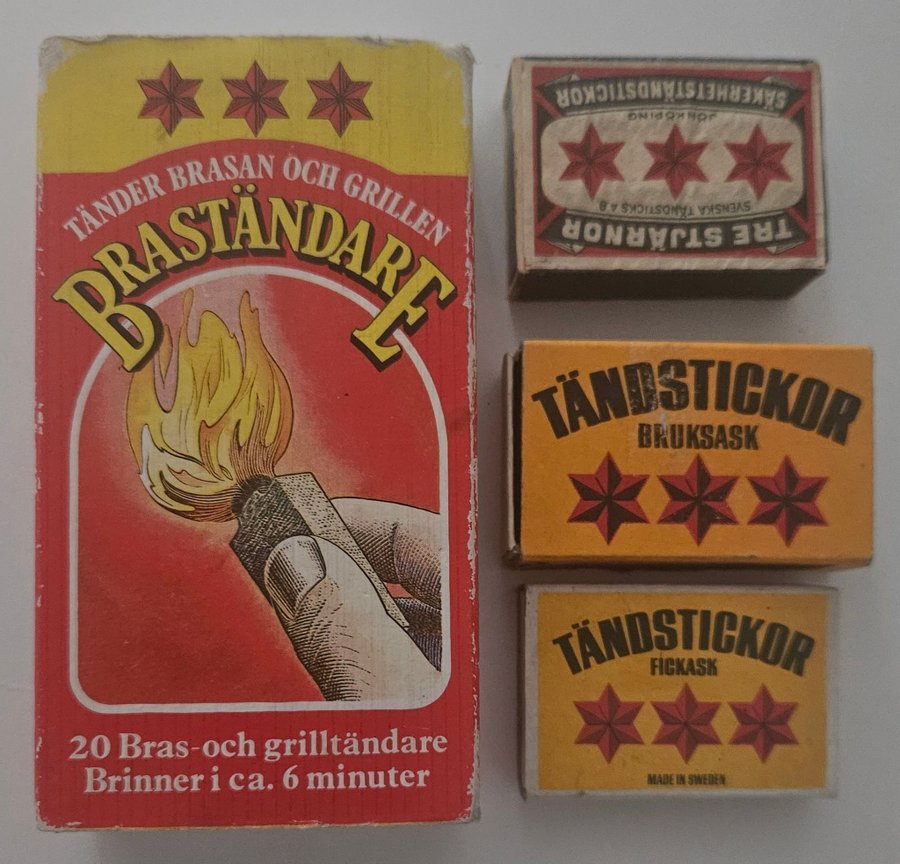 TÄNDER BRASAN OCH GRILLEN
BRASTÄNDARE
20 Bras- och grilltändare
Brinner i ca. 6 minuter
TRE STJÄRNOR
SVENSKA TÄNDSTICKS A B
JÖNKÖPING
SÄKERHETSTÄNDSTICKOR
TÄNDSTICKOR
BRUKSASK
TÄNDSTICKOR
FICKASK
MADE IN SWEDEN